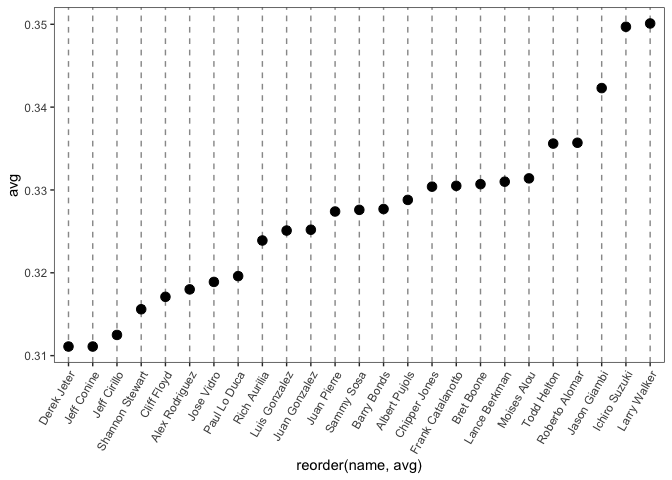 0.35
0.34
0.33
0.32
0.31
avg
Derek Jeter
Jeff Conine
Jeff Cirillo
Shannon Stewart
Cliff Floyd
Alex Rodriguez
Jose Vidro
Paul Lo Duca
Rich Aurilia
Luis Gonzalez
Juan Gonzalez
Juan Pierre
Sammy Sosa
Barry Bonds
Albert Pujols
Chipper Jones
Frank Catalanotto
Bret Boone
Lance Berkman
Moises Alou
Todd Helton
Roberto Alomar
Jason Giambi
Ichiro Suzuki
Larry Walker
reorder(name, avg)